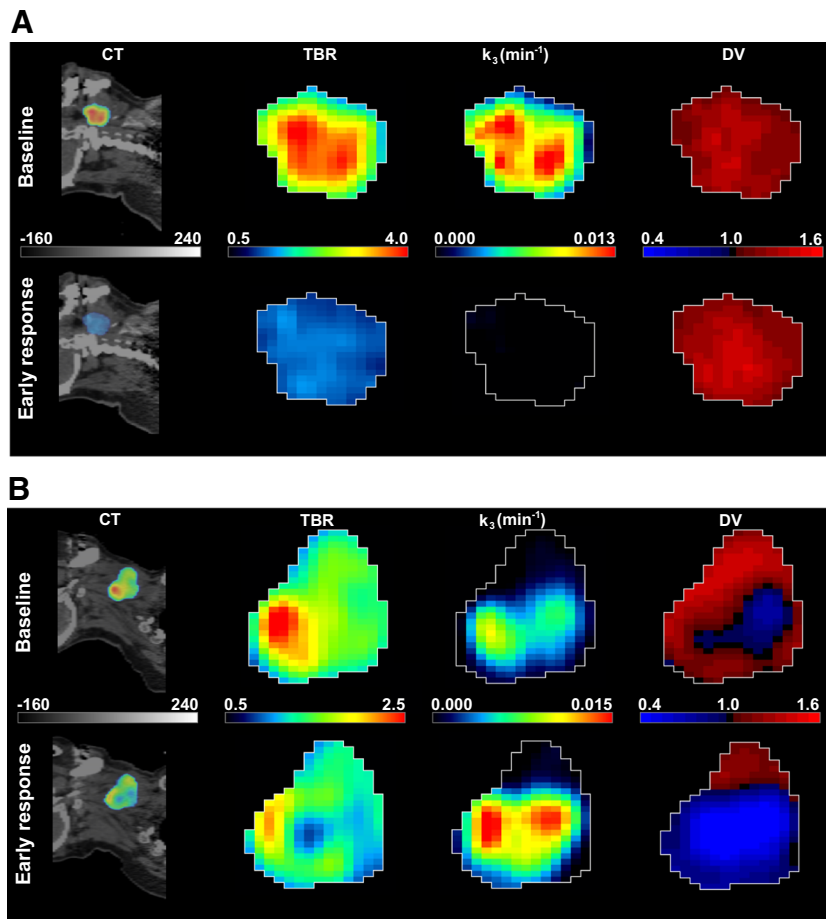 A
CT TBR k₃(min⁻¹) DV
Baseline
-160 240 0.5 4.0 0.000 0.013 0.4 1.0 1.6
Early response
B
CT TBR k₃(min⁻¹) DV
Baseline
-160 240 0.5 2.5 0.000 0.015 0.4 1.0 1.6
Early response